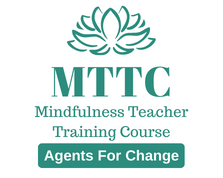 MTTC
Mindfulness Teacher
Training Course
Agents For Change